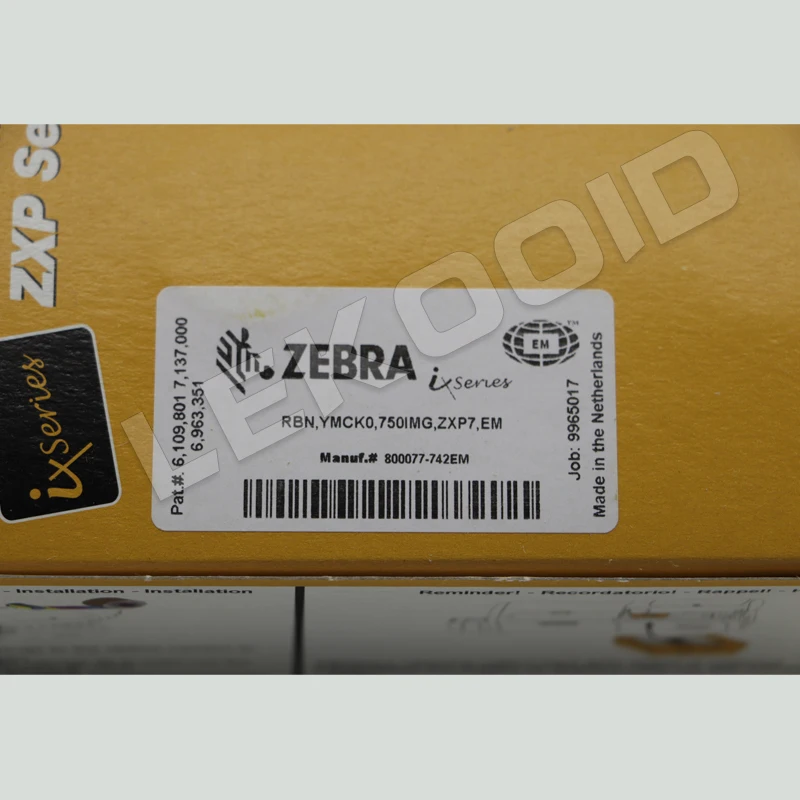 ZXP Se
ixseries
Pat.#: 6,109,801 7,137,000
6,963,351
ZEBRA ixseries
EM ™
RBN,YMCK0,750IMG,ZXP7,EM
Manuf.# 800077-742EM
Job: 9965017
Made in the Netherlands
LEKOOID
- Installation - Installation
Reminder! - Recordatorio! - Rappel! -